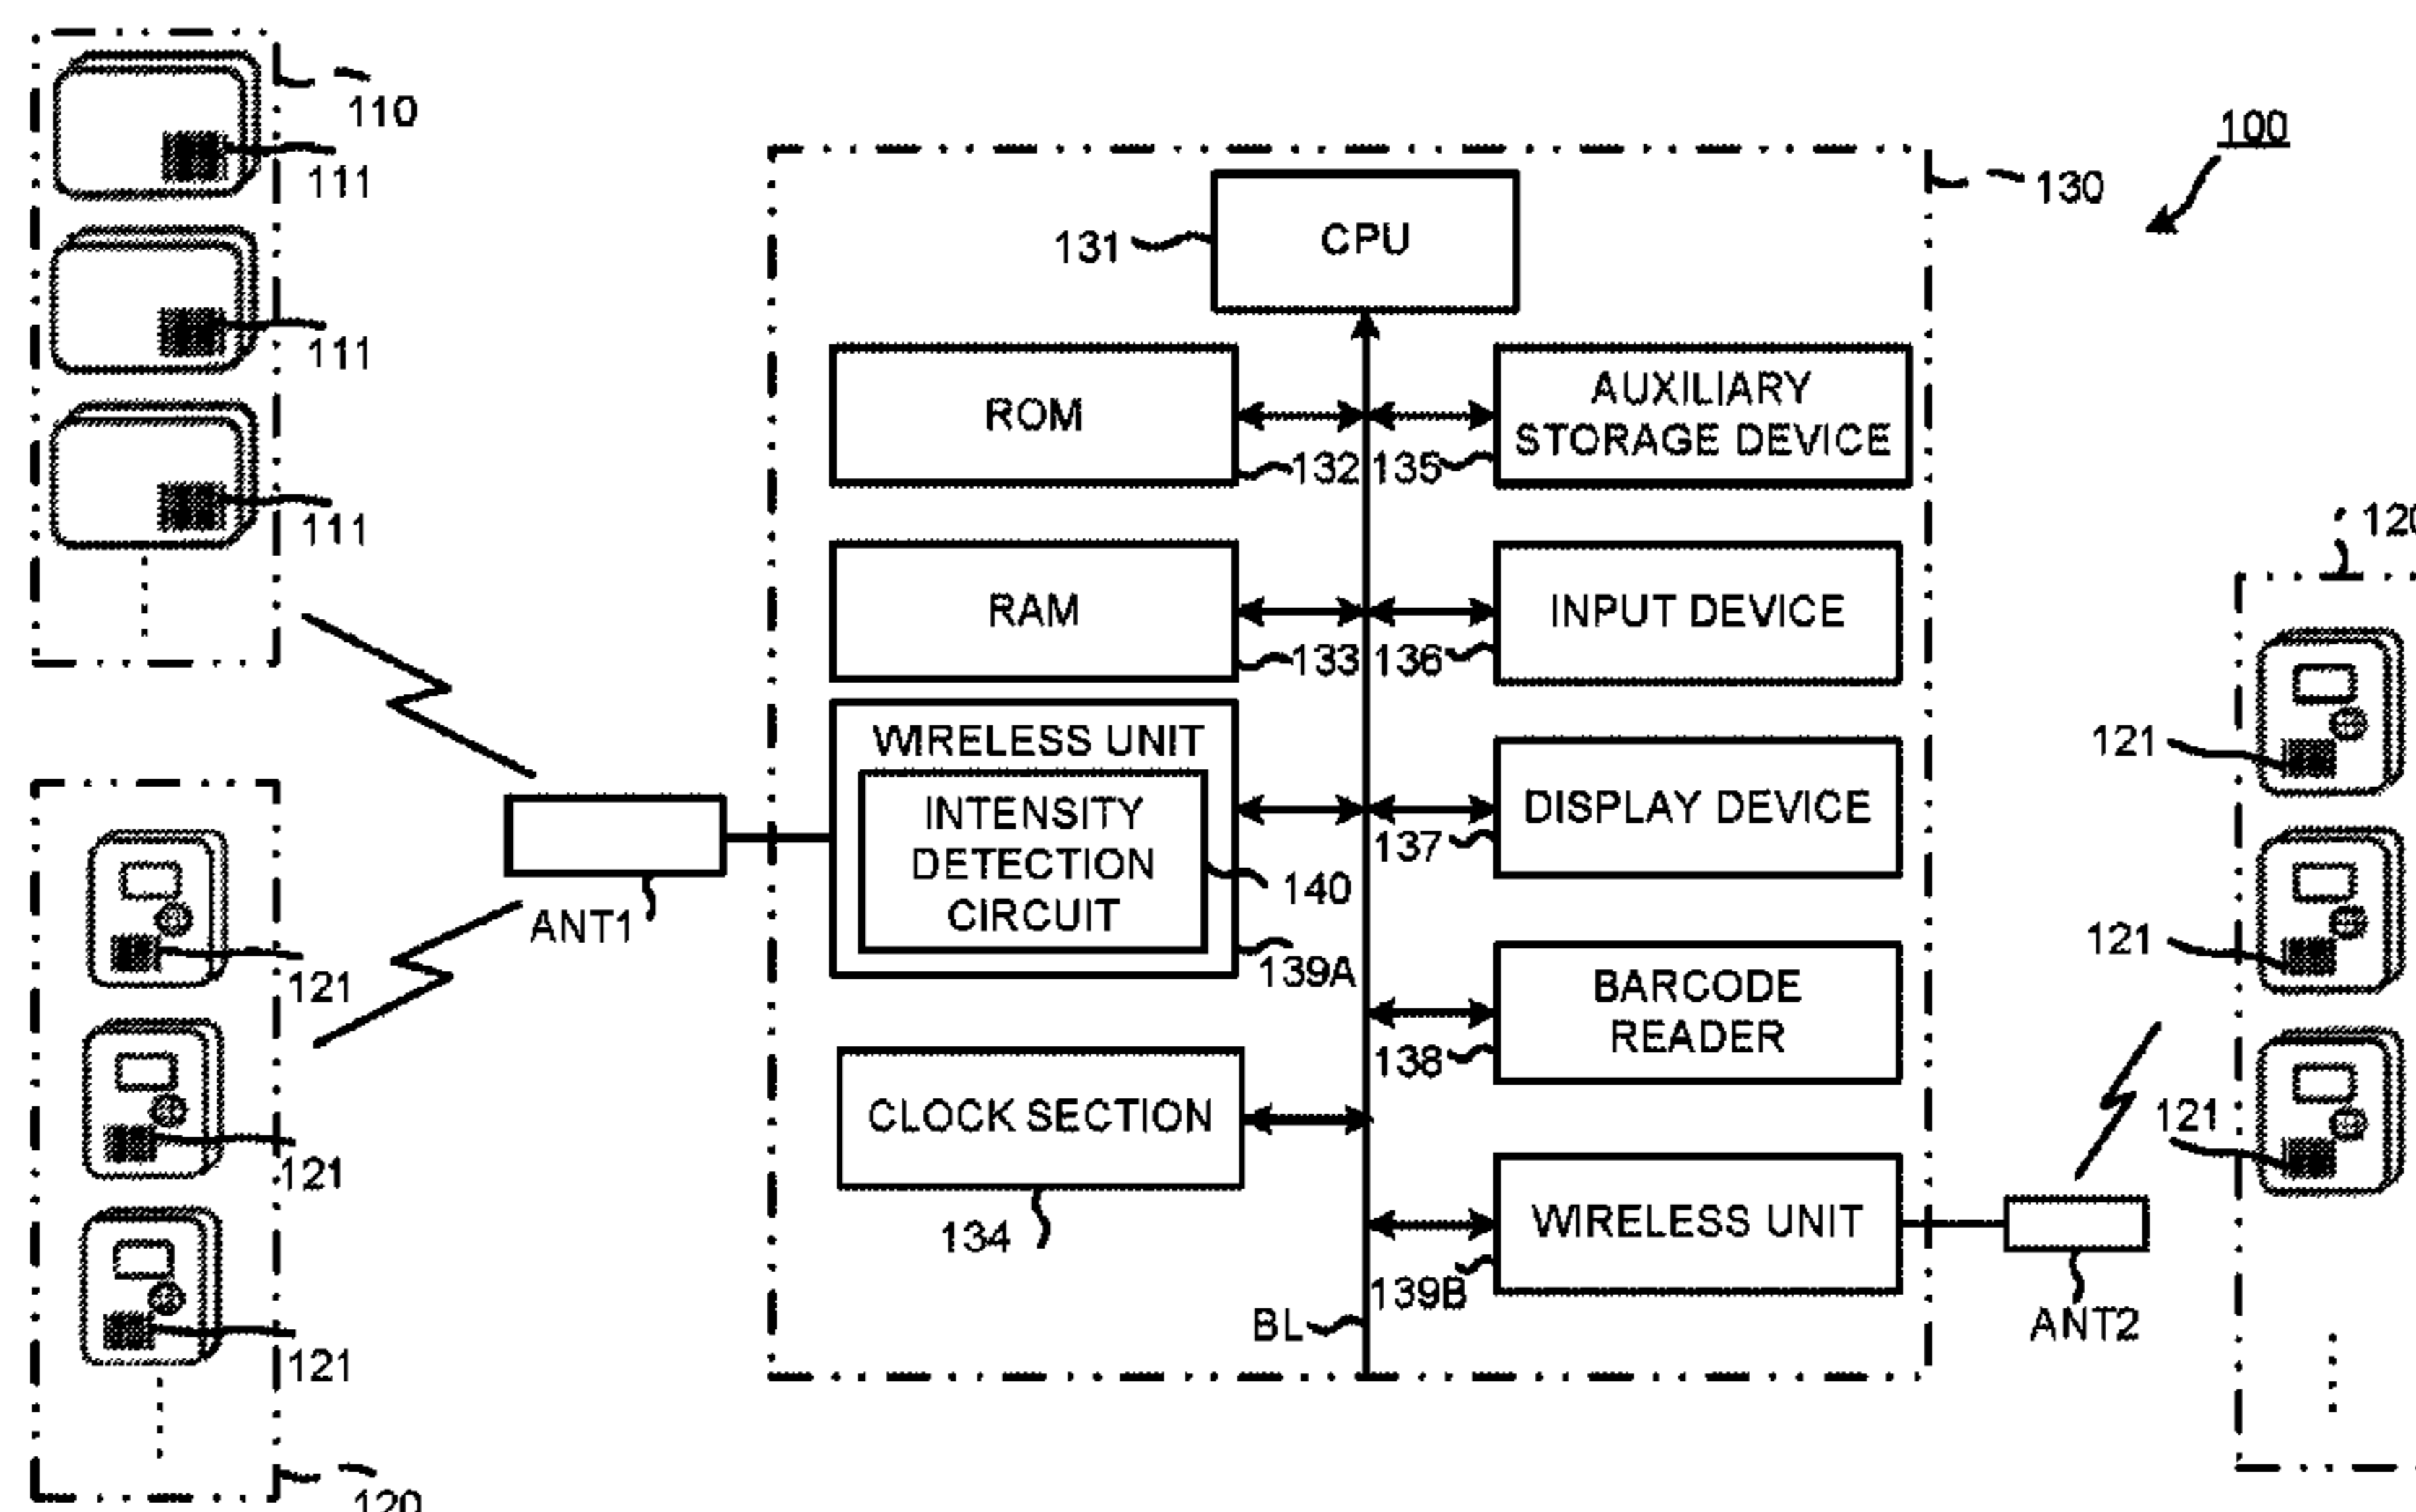 110
111
111
111
100
130
131
CPU
ROM
132
135
AUXILIARY
STORAGE DEVICE
RAM
133
136
INPUT DEVICE
WIRELESS UNIT
INTENSITY
DETECTION
CIRCUIT
140
139A
137
DISPLAY DEVICE
ANT1
138
BARCODE
READER
CLOCK SECTION
134
139B
WIRELESS UNIT
BL
ANT2
121
121
121
120
120
121
121
121